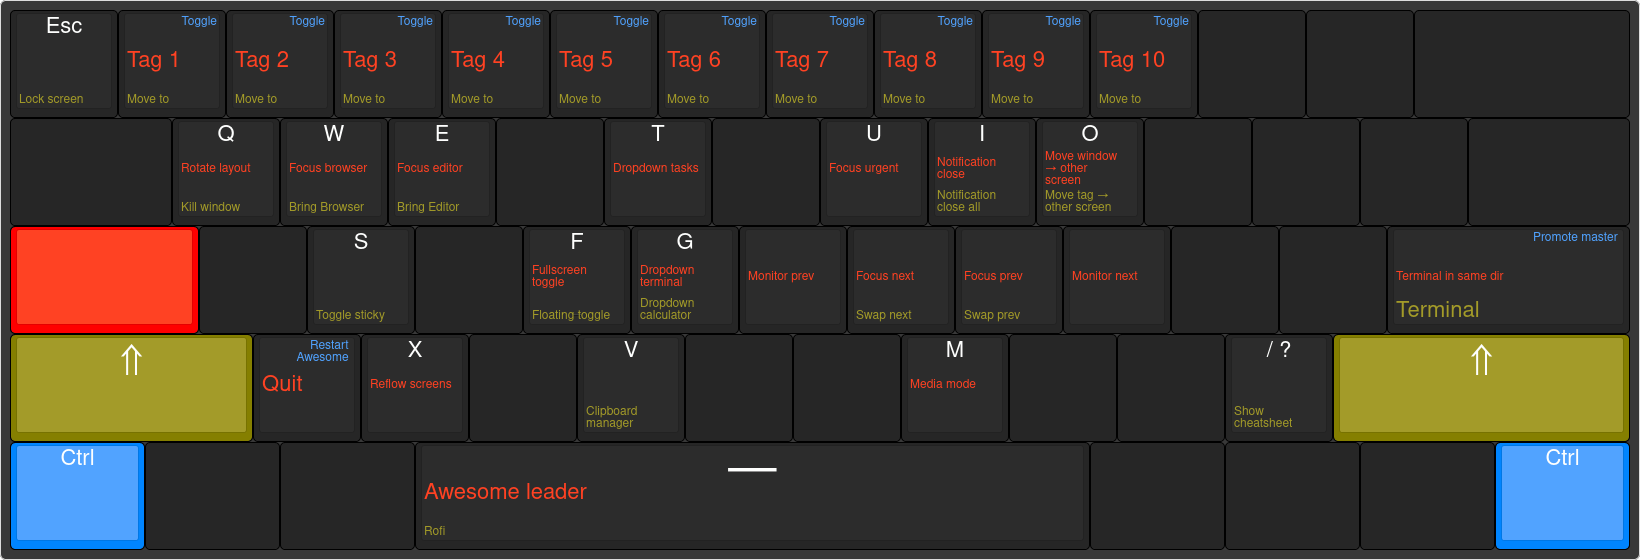 Esc
Lock screen
Toggle
Tag 1
Move to
Toggle
Tag 2
Move to
Toggle
Tag 3
Move to
Toggle
Tag 4
Move to
Toggle
Tag 5
Move to
Toggle
Tag 6
Move to
Toggle
Tag 7
Move to
Toggle
Tag 8
Move to
Toggle
Tag 9
Move to
Toggle
Tag 10
Move to
Q
Rotate layout
Kill window
W
Focus browser
Bring Browser
E
Focus editor
Bring Editor
T
Dropdown tasks
U
Focus urgent
I
Notification
close
Notification
close all
O
Move window
→ other
screen
Move tag →
other screen
S
Toggle sticky
F
Fullscreen
toggle
Floating toggle
G
Dropdown
terminal
Dropdown
calculator
Monitor prev
Focus next
Swap next
Focus prev
Swap prev
Monitor next
Promote master
Terminal in same dir
Terminal
⇑
Restart
Awesome
Quit
X
Reflow screens
V
Clipboard
manager
M
Media mode
/ ?
Show
cheatsheet
⇑
Ctrl
Awesome leader
Rofi
Ctrl